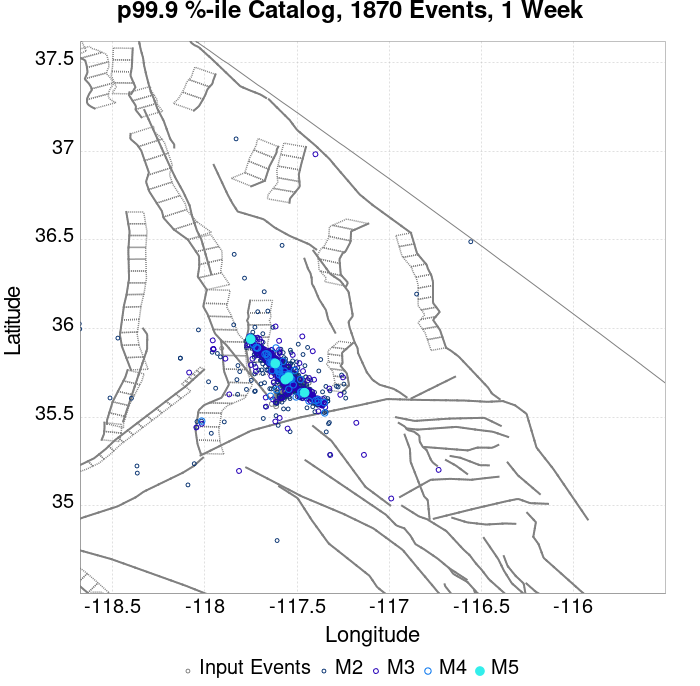 p99.9 %-ile Catalog, 1870 Events, 1 Week
37.5
37
36.5
36
35.5
35
Latitude
-118.5 -118 -117.5 -117 -116.5 -116
Longitude
Input Events M2 M3 M4 M5